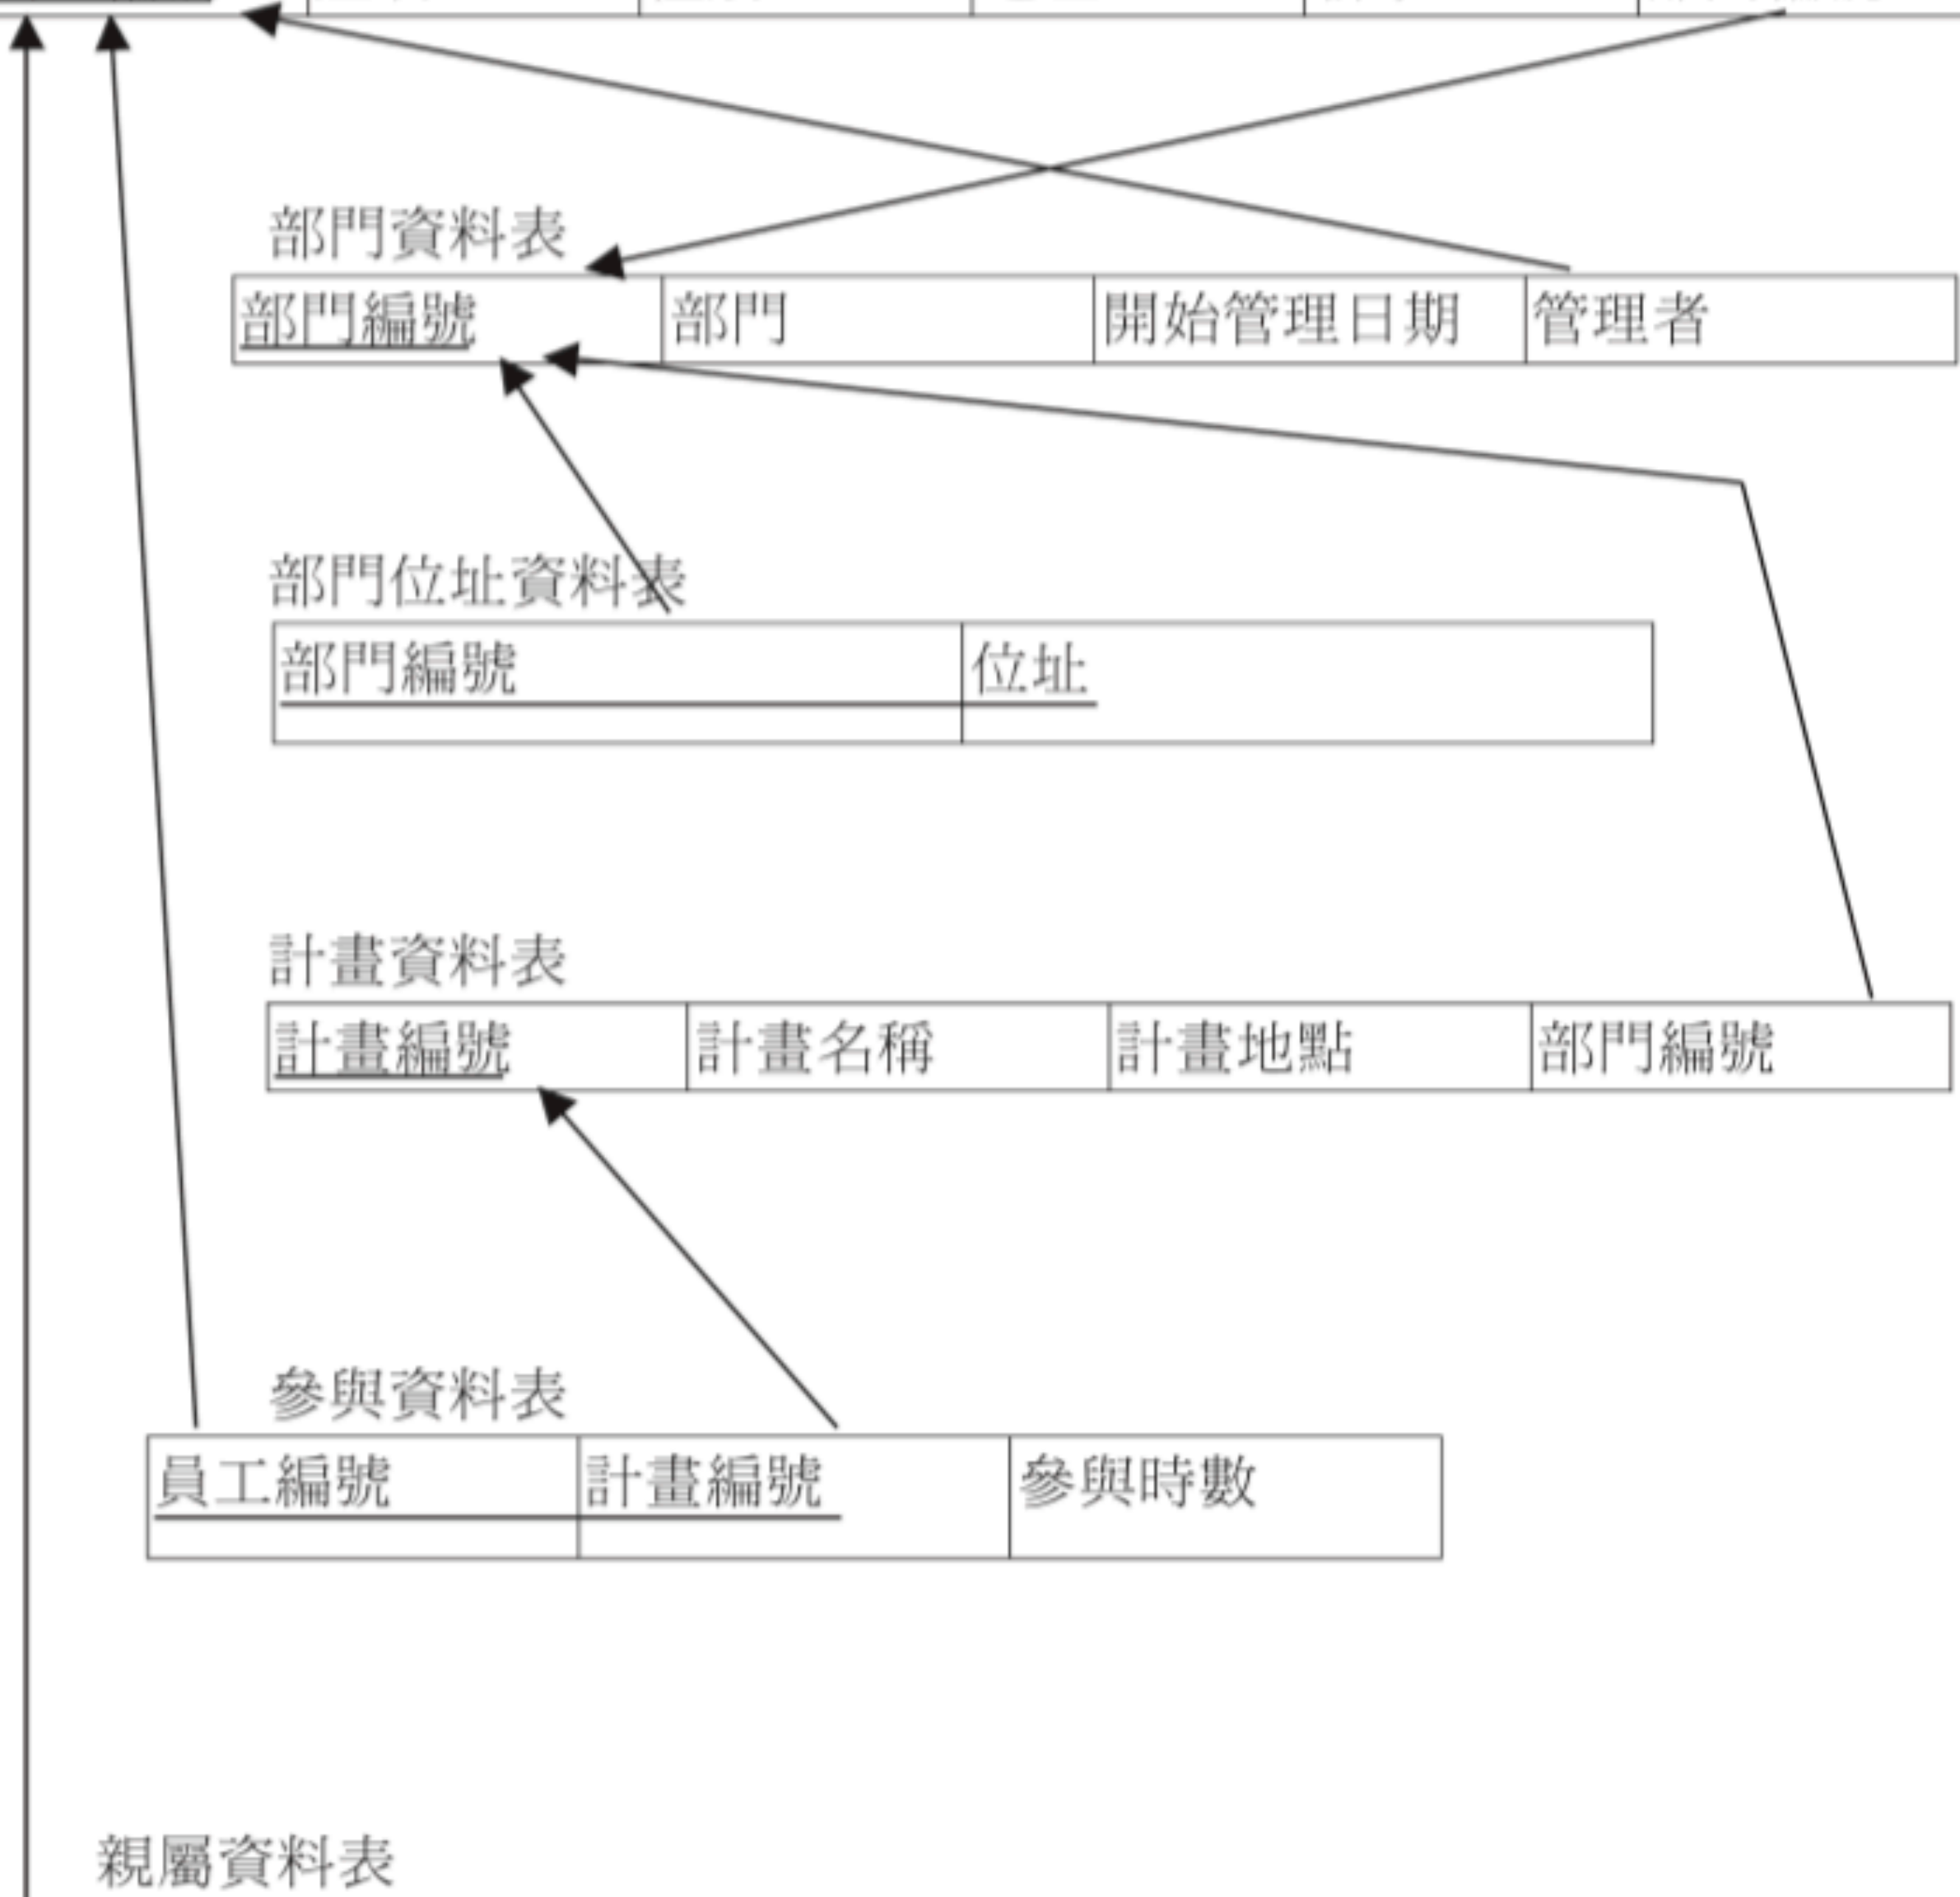 部門資料表
部門編號 部門 開始管理日期 管理者
部門位址資料表
部門編號 位址
計畫資料表
計畫編號 計畫名稱 計畫地點 部門編號
參與資料表
員工編號 計畫編號 參與時數
親屬資料表